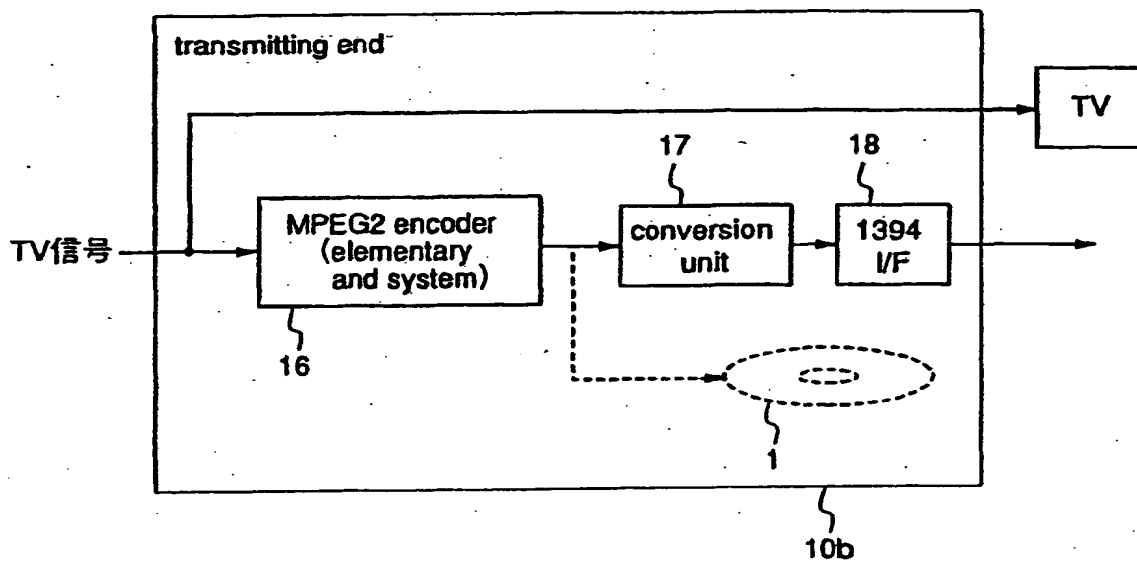 transmitting end
TV
17
18
MPEG2 encoder
(elementary
and system)
conversion
unit
1394
I/F
TV信号
16
1
10b